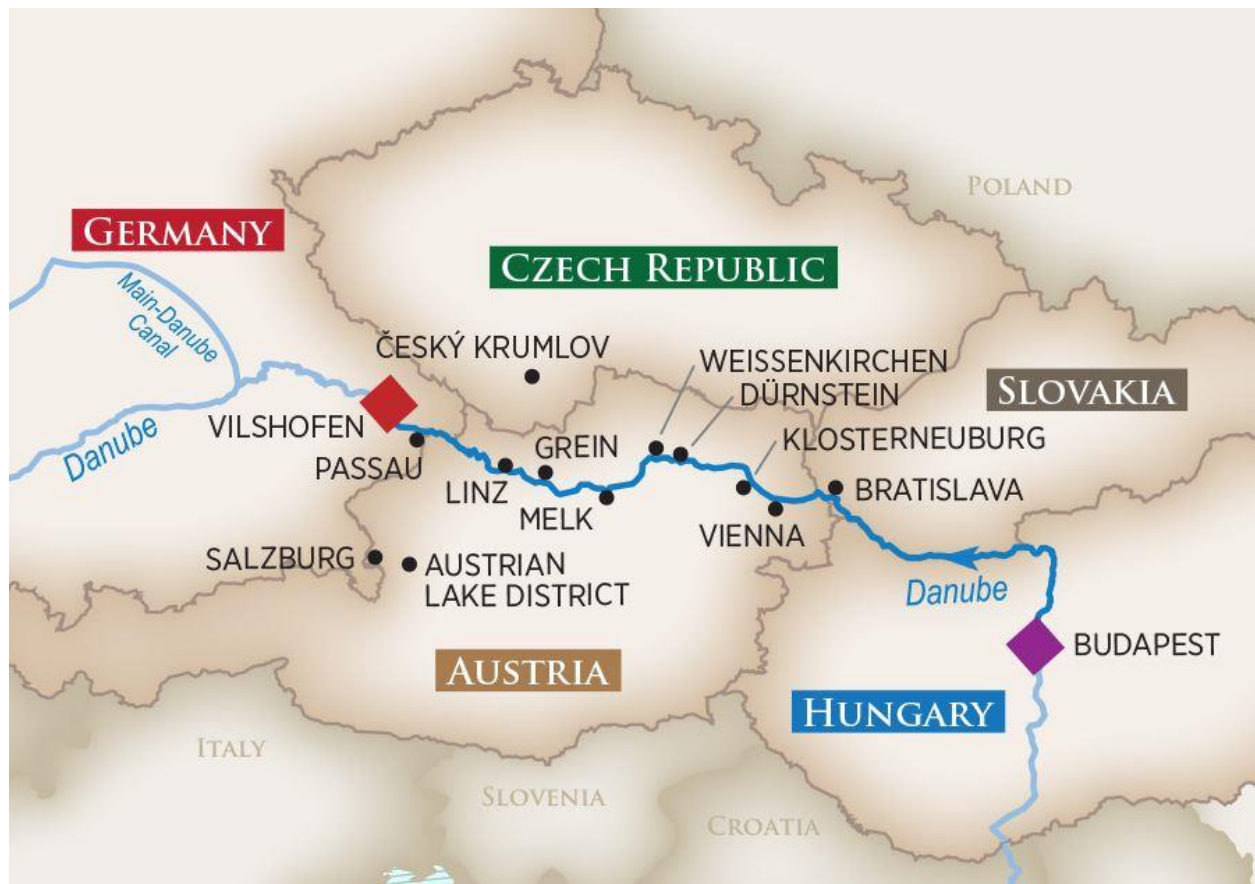 POLAND
GERMANY
CZECH REPUBLIC
Main-Danube
Canal
ČESKÝ KRUMLOV
WEISSENKIRCHEN
DÜRNSTEIN
SLOVAKIA
VILSHOFEN
Danube
PASSAU
GREIN
KLOSTERNEUBURG
LINZ
MELK
BRATISLAVA
VIENNA
SALZBURG
AUSTRIAN
LAKE DISTRICT
Danube
BUDAPEST
AUSTRIA
HUNGARY
ITALY
SLOVENIA
CROATIA